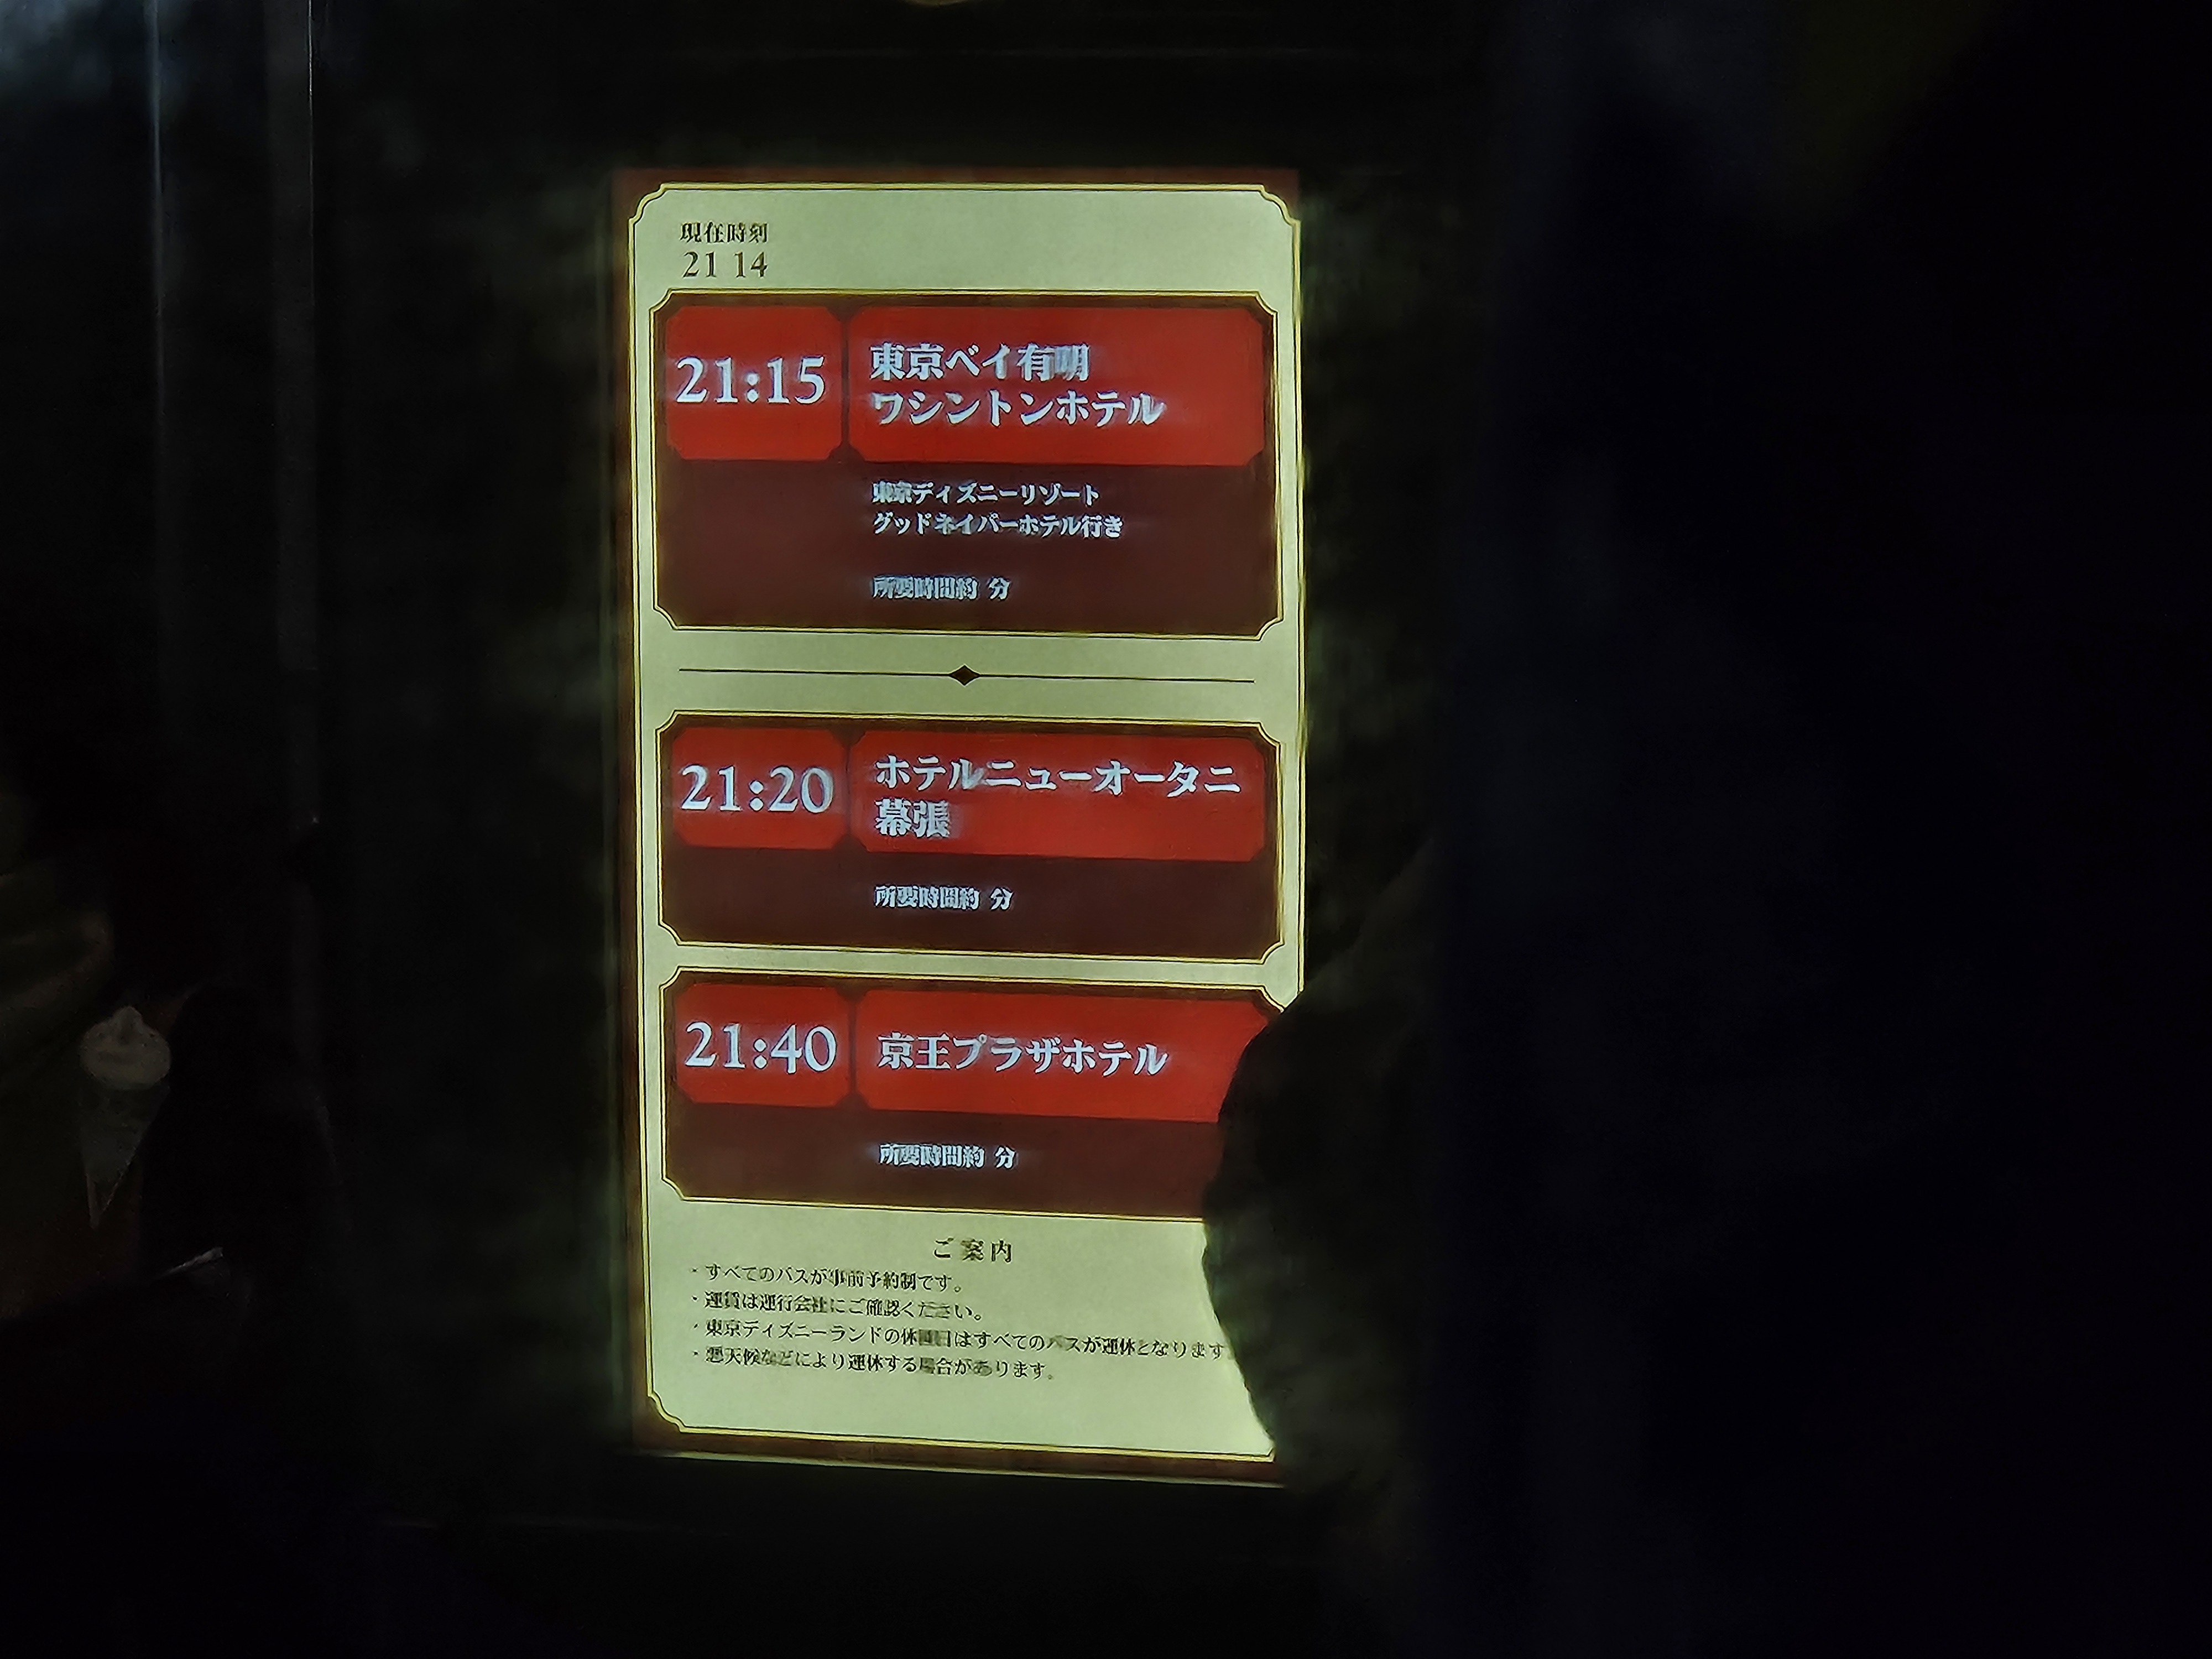 現在時刻
21 14
21:15
東京ベイ有明
ワシントンホテル
東京ディズニーリゾート
グッドネイバーホテル行き
所要時間約 分
21:20
ホテルニューオータニ
幕張
所要時間約 分
21:40
京王プラザホテル
所要時間約 分
ご案内
・すべてのバスが事前予約制です。
・運賃は運行会社にご確認ください。
・東京ディズニーランドの休園日はすべてのバスが運休となります
・悪天候などにより運休する場合があります。